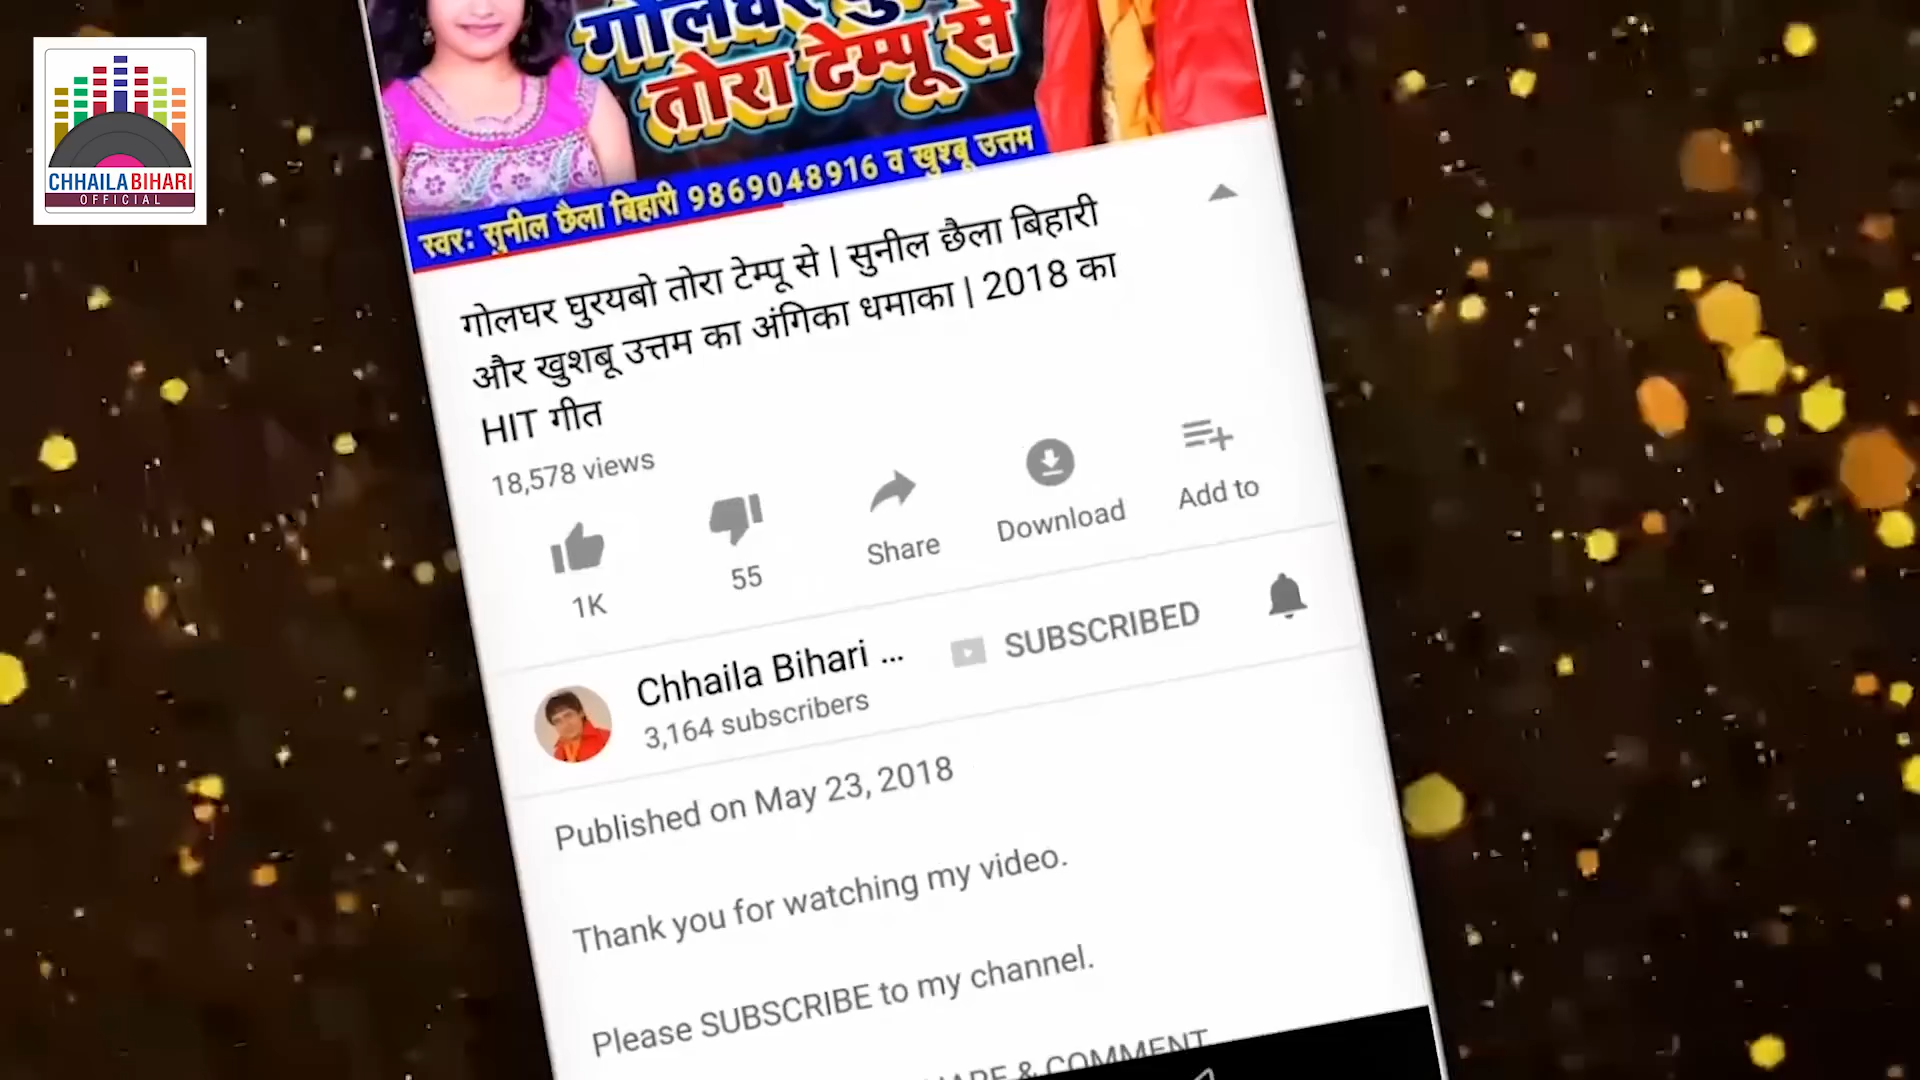 CHHAILA BIHARI
OFFICIAL
तोरा टेम्पू से
स्वर: सुनील छैला बिहारी 9869048916 व खुश्बू उत्तम
गोलघर घुरयबो तोरा टेम्पू से | सुनील छैला बिहारी
और खुशबू उत्तम का अंगिका धमाका | 2018 का
HIT गीत
18,578 views
1K
55
Share
Download
Add to
Chhaila Bihari ...
3,164 subscribers
SUBSCRIBED
Published on May 23, 2018
Thank you for watching my video.
Please SUBSCRIBE to my channel.
& COMMENT